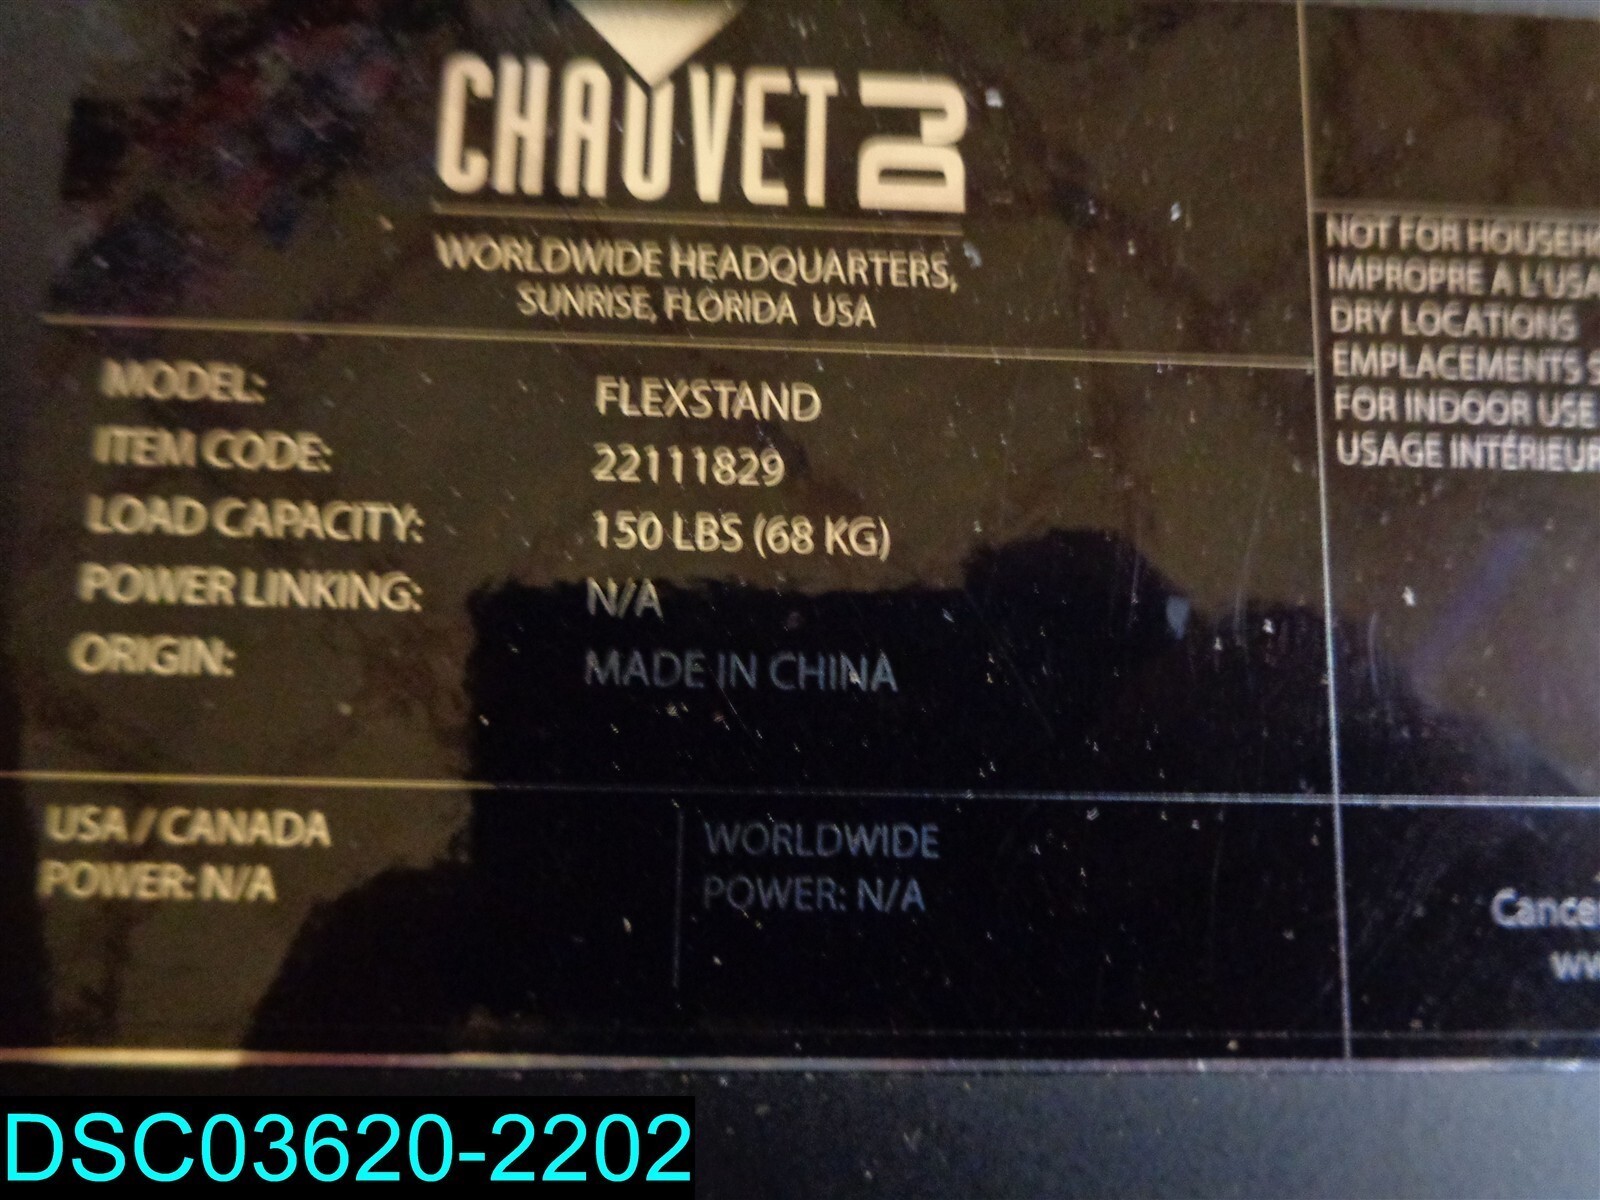 CHAUVET DJ
WORLDWIDE HEADQUARTERS,
SUNRISE, FLORIDA USA
MODEL: FLEXSTAND
ITEM CODE: 22111829
LOAD CAPACITY: 150 LBS (68 KG)
POWER LINKING: N/A
ORIGIN: MADE IN CHINA
USA / CANADA
POWER: N/A
WORLDWIDE
POWER: N/A
NOT FOR HOUSEH
IMPROPRE A L'USA
DRY LOCATIONS
EMPLACEMENTS S
FOR INDOOR USE
USAGE INTÉRIEUR
Cance
ww
DSC03620-2202